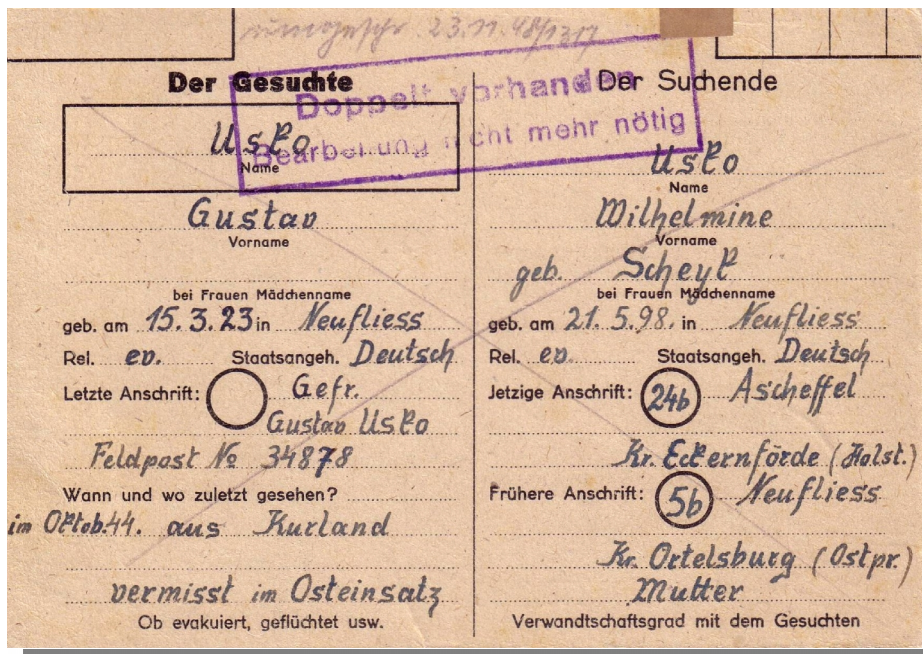 23.11.48/1317
Doppelt vorhanden
Bearbeitung nicht mehr nötig
Der Gesuchte
Usko
Name
Gustav
Vorname
bei Frauen Mädchenname
geb. am 15.3.23 in Neufliess
Rel. ev. Staatsangeh. Deutsch
Letzte Anschrift: Gefr.
Gustav Usko
Feldpost No 34878
Wann und wo zuletzt gesehen?
im Oktob.44. aus Kurland
vermisst im Osteinsatz
Ob evakuiert, geflüchtet usw.
Der Suchende
Usko
Name
Wilhelmine
Vorname
geb. Scheyk
bei Frauen Mädchenname
geb. am 21.5.98. in Neufliess
Rel. ev. Staatsangeh. Deutsch
Jetzige Anschrift: 24b Ascheffel
Kr. Eckernförde (Holst.)
Frühere Anschrift: 5b Neufliess
Kr. Ortelsburg (Ostpr.)
Mutter
Verwandtschaftsgrad mit dem Gesuchten